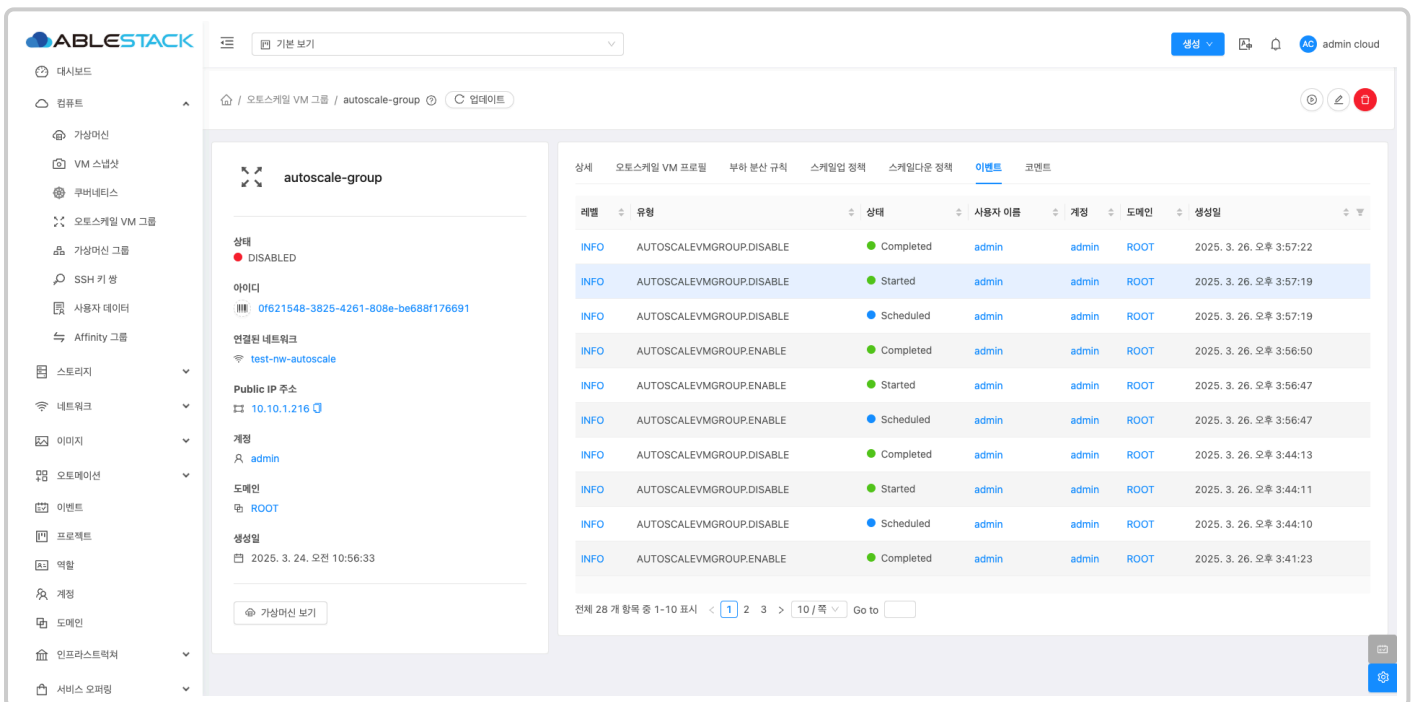 ABLESTACK
기본 보기
생성
AC admin cloud
대시보드
컴퓨트
가상머신
VM 스냅샷
쿠버네티스
오토스케일 VM 그룹
가상머신 그룹
SSH 키 쌍
사용자 데이터
Affinity 그룹
스토리지
네트워크
이미지
오토메이션
이벤트
프로젝트
역할
계정
도메인
인프라스트럭쳐
서비스 오퍼링
/ 오토스케일 VM 그룹 / autoscale-group 업데이트
autoscale-group
상태
DISABLED
아이디
0f621548-3825-4261-808e-be688f176691
연결된 네트워크
test-nw-autoscale
Public IP 주소
10.10.1.216
계정
admin
도메인
ROOT
생성일
2025. 3. 24. 오전 10:56:33
가상머신 보기
상세 오토스케일 VM 프로필 부하 분산 규칙 스케일업 정책 스케일다운 정책 이벤트 코멘트
레벨 유형 상태 사용자 이름 계정 도메인 생성일
INFO AUTOSCALEVMGROUP.DISABLE Completed admin admin ROOT 2025. 3. 26. 오후 3:57:22
INFO AUTOSCALEVMGROUP.DISABLE Started admin admin ROOT 2025. 3. 26. 오후 3:57:19
INFO AUTOSCALEVMGROUP.DISABLE Scheduled admin admin ROOT 2025. 3. 26. 오후 3:57:19
INFO AUTOSCALEVMGROUP.ENABLE Completed admin admin ROOT 2025. 3. 26. 오후 3:56:50
INFO AUTOSCALEVMGROUP.ENABLE Started admin admin ROOT 2025. 3. 26. 오후 3:56:47
INFO AUTOSCALEVMGROUP.ENABLE Scheduled admin admin ROOT 2025. 3. 26. 오후 3:56:47
INFO AUTOSCALEVMGROUP.DISABLE Completed admin admin ROOT 2025. 3. 26. 오후 3:44:13
INFO AUTOSCALEVMGROUP.DISABLE Started admin admin ROOT 2025. 3. 26. 오후 3:44:11
INFO AUTOSCALEVMGROUP.DISABLE Scheduled admin admin ROOT 2025. 3. 26. 오후 3:44:10
INFO AUTOSCALEVMGROUP.ENABLE Completed admin admin ROOT 2025. 3. 26. 오후 3:41:23
전체 28 개 항목 중 1-10 표시 < 1 2 3 > 10 / 쪽 Go to